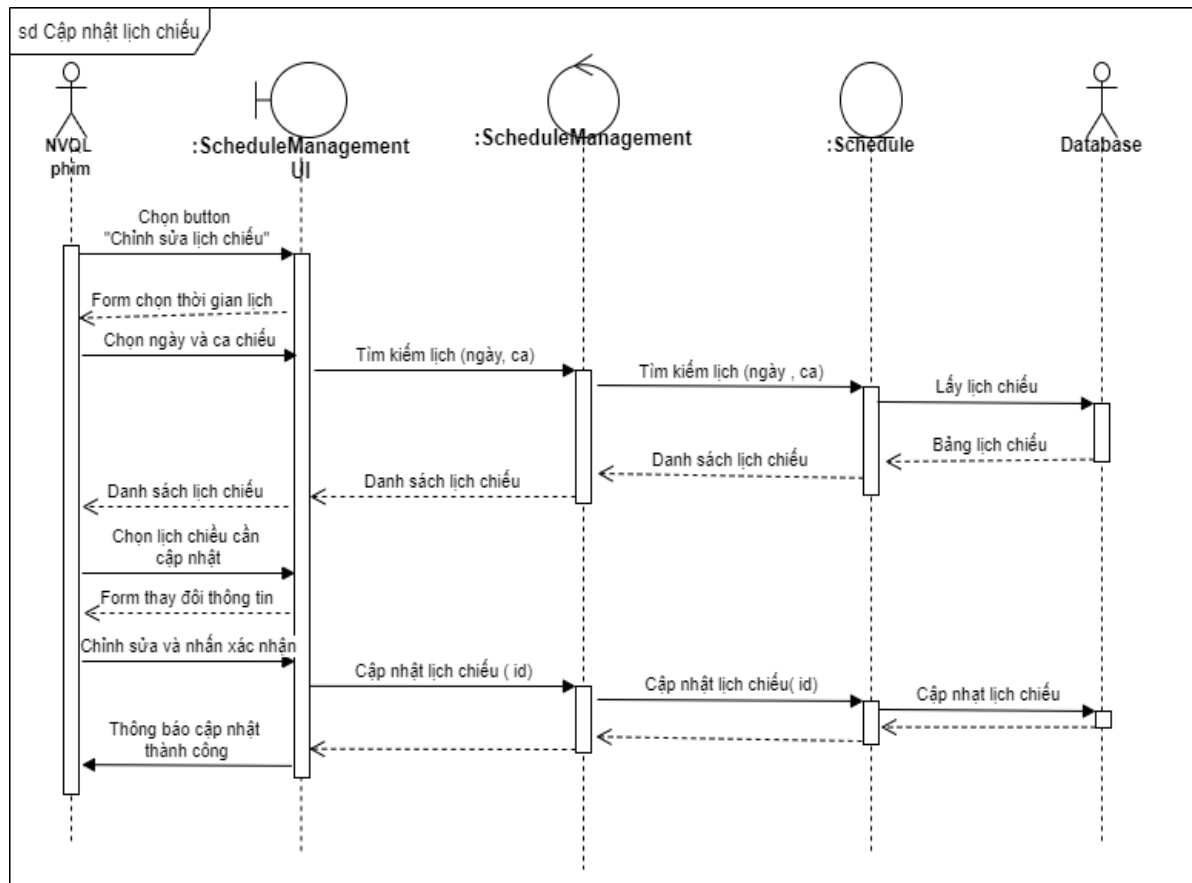 sd Cập nhật lịch chiếu
NVQL
phim
:ScheduleManagement
UI
:ScheduleManagement
:Schedule
Database
Chọn button
"Chỉnh sửa lịch chiếu"
Form chọn thời gian lịch
Chọn ngày và ca chiếu
Tìm kiếm lịch (ngày, ca)
Tìm kiếm lịch (ngày , ca)
Lấy lịch chiếu
Bảng lịch chiếu
Danh sách lịch chiếu
Danh sách lịch chiếu
Danh sách lịch chiếu
Chọn lịch chiếu cần
cập nhật
Form thay đổi thông tin
Chỉnh sửa và nhấn xác nhận
Cập nhật lịch chiếu ( id)
Cập nhật lịch chiếu( id)
Cập nhạt lịch chiếu
Thông báo cập nhật
thành công